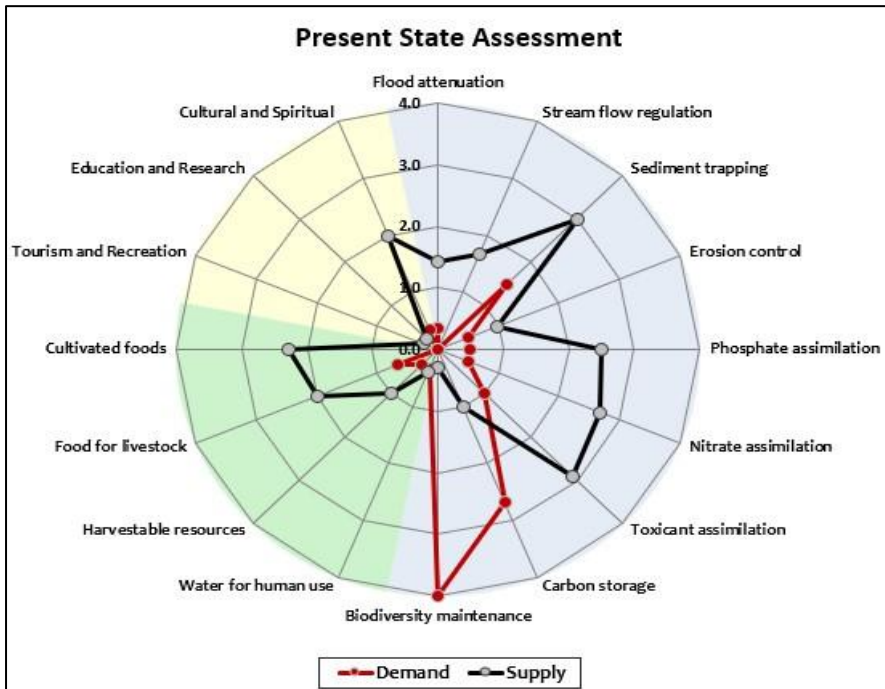 Present State Assessment
Flood attenuation
4.0
Cultural and Spiritual
Stream flow regulation
3.0
Education and Research
Sediment trapping
2.0
Tourism and Recreation
Erosion control
1.0
Cultivated foods
0.0
Phosphate assimilation
Food for livestock
Nitrate assimilation
Harvestable resources
Toxicant assimilation
Water for human use
Carbon storage
Biodiversity maintenance
Demand
Supply